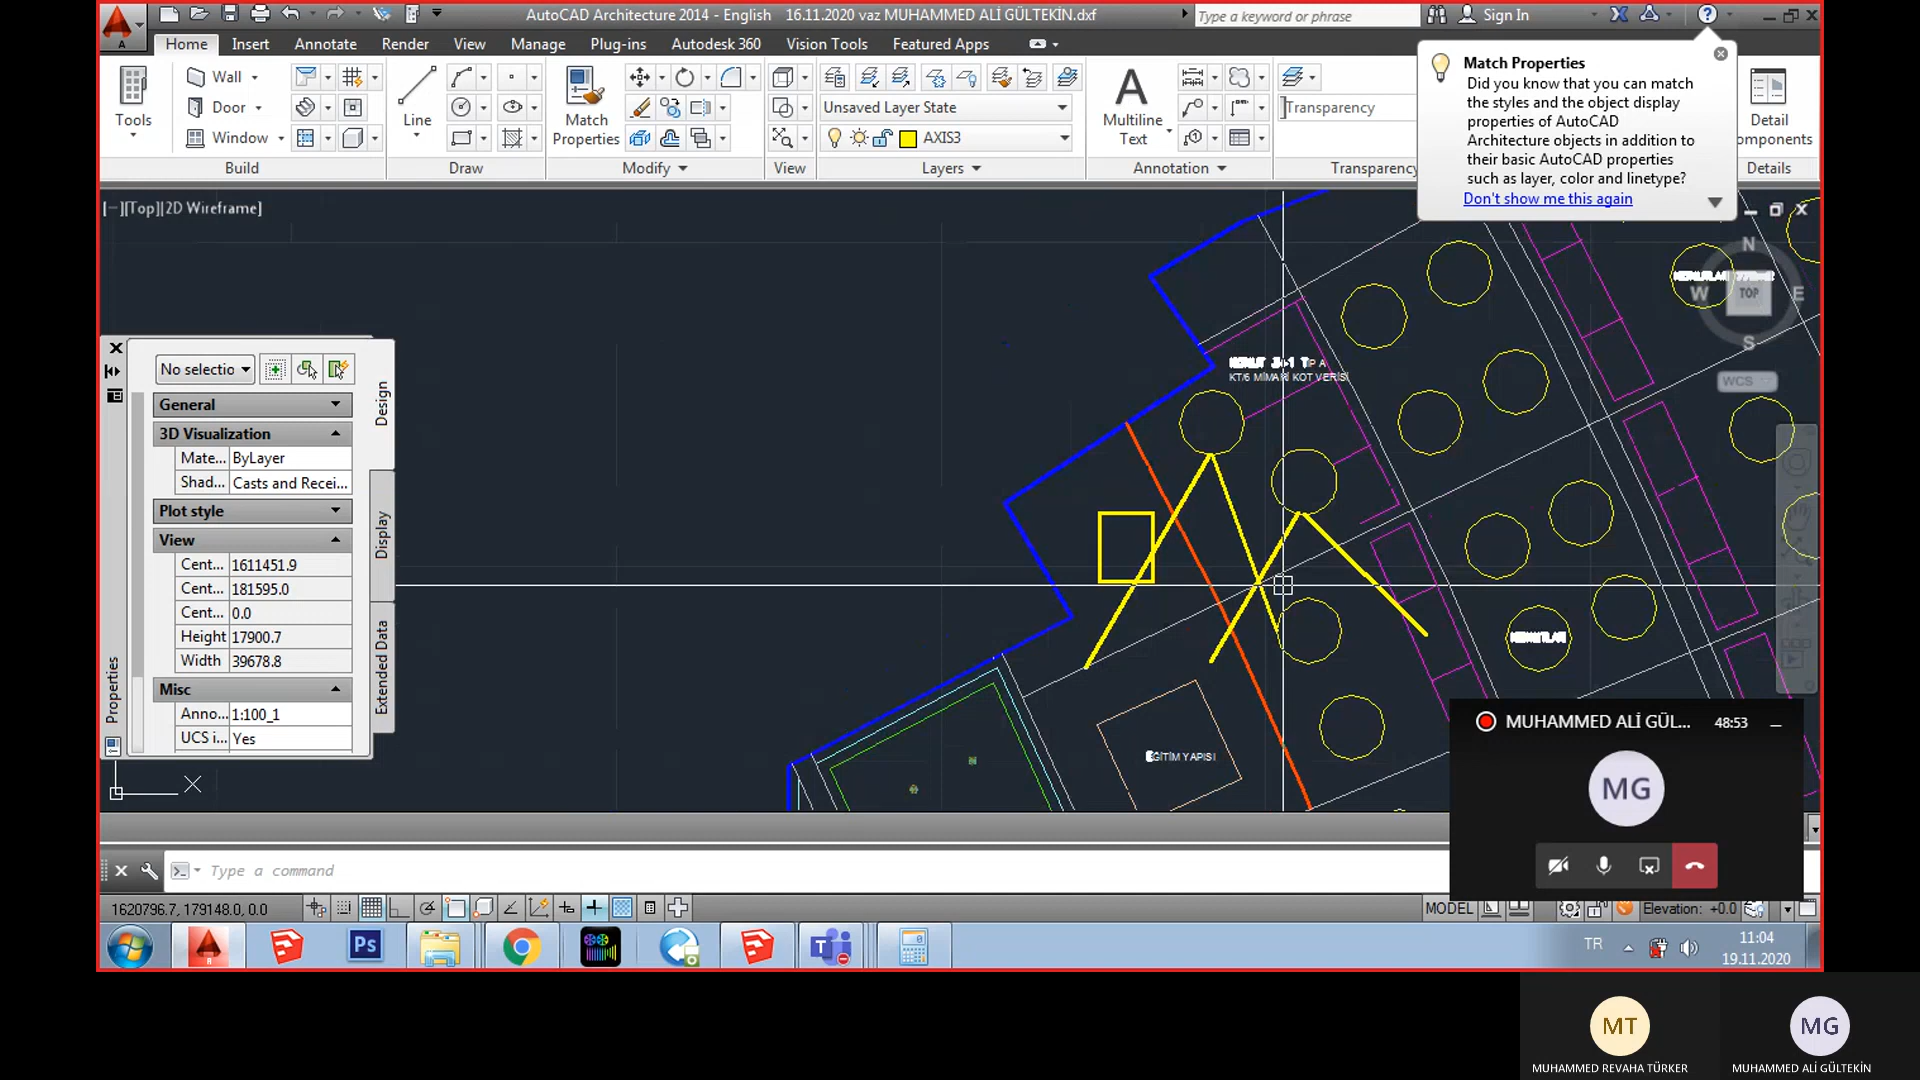 AutoCAD Architecture 2014 - English 16.11.2020 vaz MUHAMMED ALİ GÜLTEKİN.dxf
Type a keyword or phrase
Sign In
Home Insert Annotate Render View Manage Plug-ins Autodesk 360 Vision Tools Featured Apps
Tools
Wall
Door
Window
Line
Match
Properties
Unsaved Layer State
AXIS3
Multiline
Text
Transparency
Detail
omponents
Build Draw Modify View Layers Annotation Transparency Details
Match Properties
Did you know that you can match
the styles and the object display
properties of AutoCAD
Architecture objects in addition to
their basic AutoCAD properties
such as layer, color and linetype?
Don't show me this again
[−][Top][2D Wireframe]
N
W TOP E
S
WCS
KT/6 MİMARİ KOT VERİSİ
EĞİTİM YAPISI
No selectio
General
3D Visualization
Mate... ByLayer
Shad... Casts and Recei...
Plot style
View
Cent... 1611451.9
Cent... 181595.0
Cent... 0.0
Height 17900.7
Width 39678.8
Misc
Anno... 1:100_1
UCS i... Yes
Design
Display
Extended Data
Properties
X
MUHAMMED ALİ GÜL... 48:53
MG
Type a command
1620796.7, 179148.0, 0.0
MODEL
Elevation: +0.0
Ps
TR
11:04
19.11.2020
MT
MUHAMMED REVAHA TÜRKER
MG
MUHAMMED ALİ GÜLTEKİN